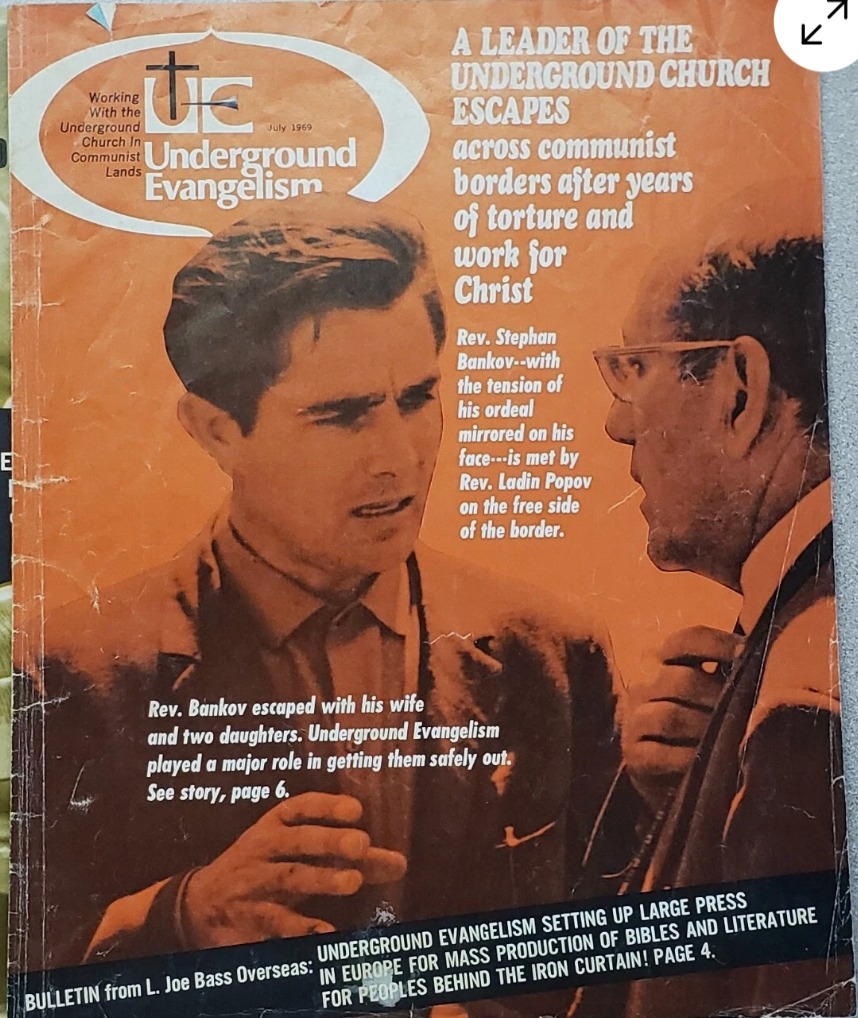 Working
With the
Underground
Church In
Communist
Lands
UE
July 1969
Underground
Evangelism
A LEADER OF THE
UNDERGROUND CHURCH
ESCAPES
across communist
borders after years
of torture and
work for
Christ
Rev. Stephan
Bankov--with
the tension of
his ordeal
mirrored on his
face---is met by
Rev. Ladin Popov
on the free side
of the border.
Rev. Bankov escaped with his wife
and two daughters. Underground Evangelism
played a major role in getting them safely out.
See story, page 6.
BULLETIN from L. Joe Bass Overseas:
UNDERGROUND EVANGELISM SETTING UP LARGE PRESS
IN EUROPE FOR MASS PRODUCTION OF BIBLES AND LITERATURE
FOR PEOPLES BEHIND THE IRON CURTAIN! PAGE 4.